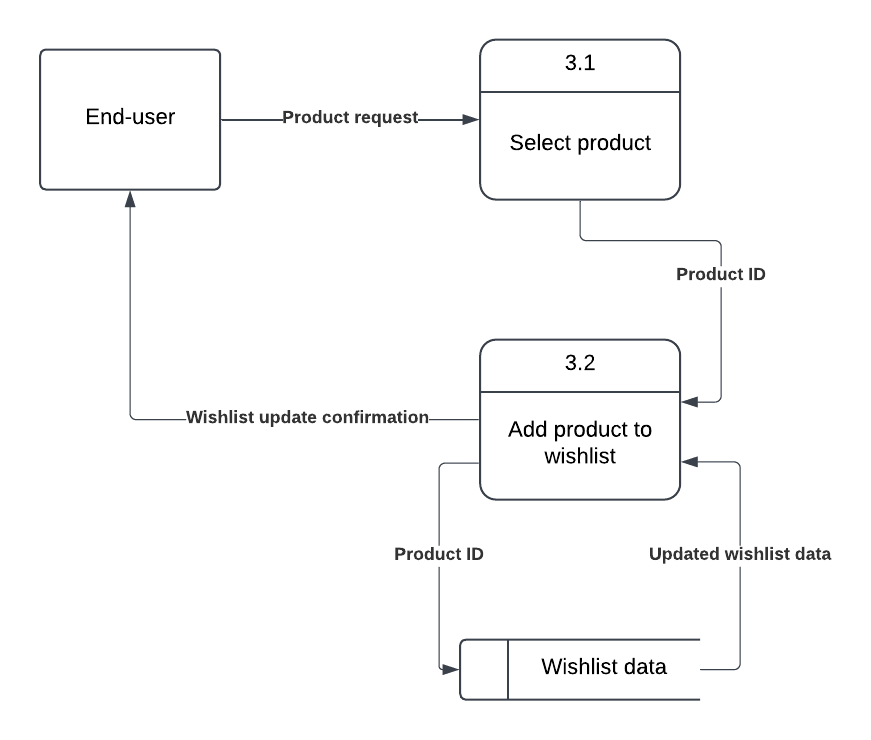 3.1
End-user
Product request
Select product
Product ID
3.2
Wishlist update confirmation
Add product to
wishlist
Product ID
Updated wishlist data
Wishlist data